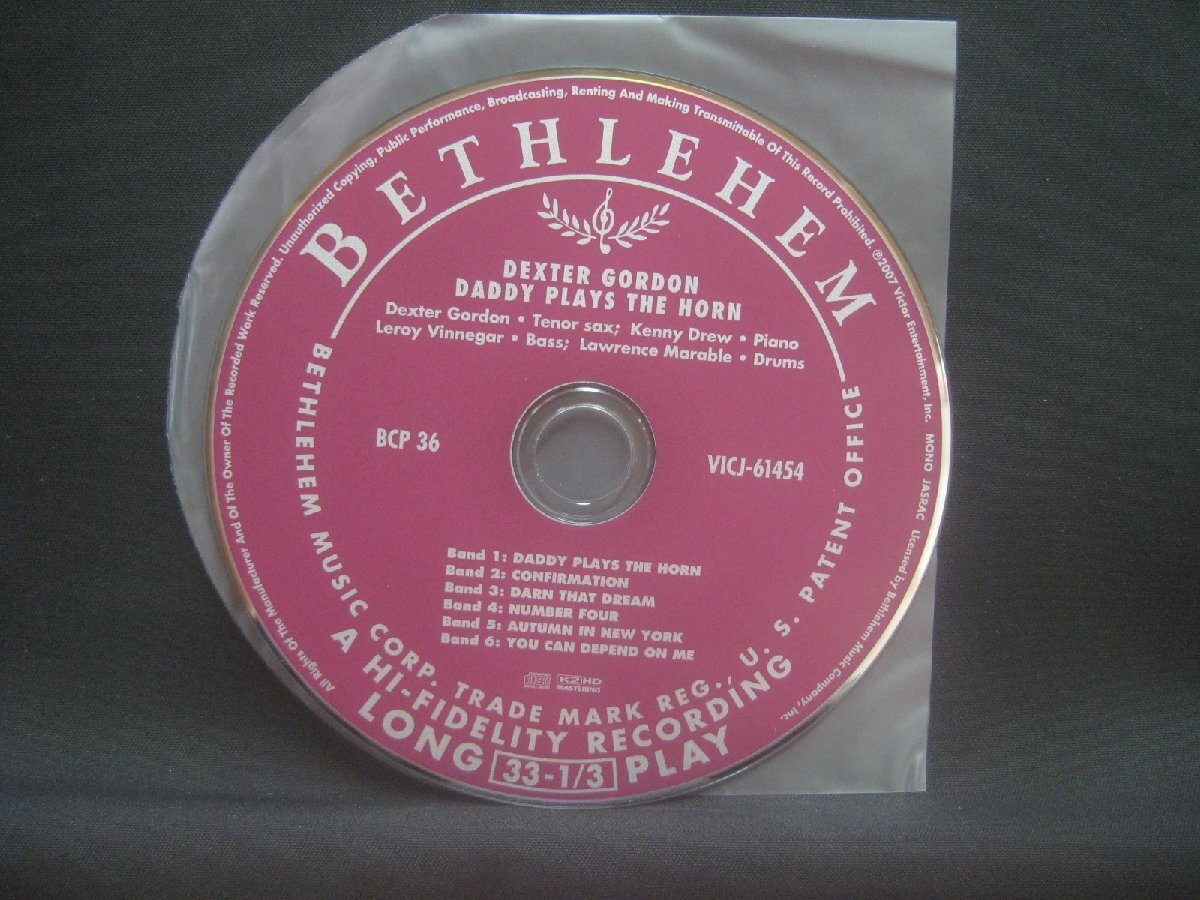 All Rights Of The Manufacturer And Of The Owner Of The Recorded Work Reserved. Unauthorized Copying, Public Performance, Broadcasting, Renting And Making Transmittable Of This Record Prohibited. ℗2007 Victor Entertainment, Inc. MONO JASRAC Licensed by Bethlehem Music Company, Inc.
BETHLEHEM
DEXTER GORDON
DADDY PLAYS THE HORN
Dexter Gordon • Tenor sax; Kenny Drew • Piano
Leroy Vinnegar • Bass; Lawrence Marable • Drums
BCP 36
VICJ-61454
Band 1: DADDY PLAYS THE HORN
Band 2: CONFIRMATION
Band 3: DARN THAT DREAM
Band 4: NUMBER FOUR
Band 5: AUTUMN IN NEW YORK
Band 6: YOU CAN DEPEND ON ME
K2HD
MASTERING
BETHLEHEM MUSIC CORP. TRADE MARK REG., U. S. PATENT OFFICE
A HI-FIDELITY RECORDING
LONG 33-1/3 PLAY